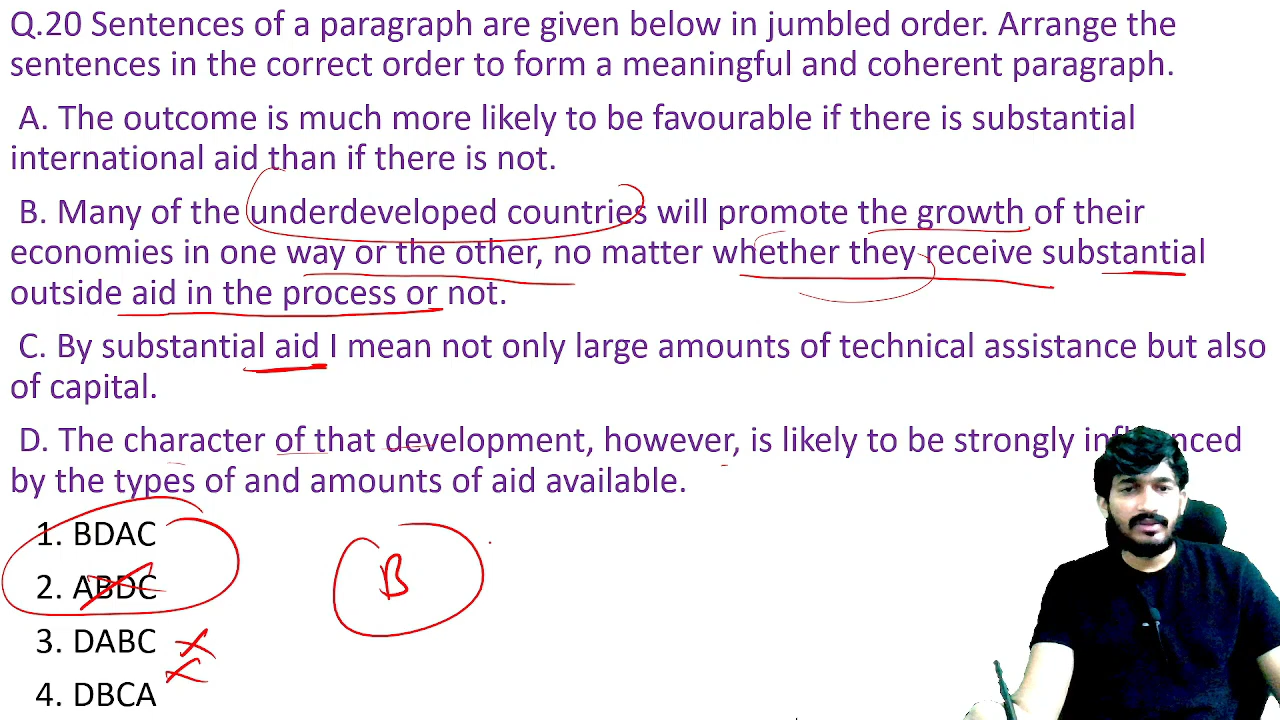 Q.20 Sentences of a paragraph are given below in jumbled order. Arrange the
sentences in the correct order to form a meaningful and coherent paragraph.
A. The outcome is much more likely to be favourable if there is substantial
international aid than if there is not.
B. Many of the underdeveloped countries will promote the growth of their
economies in one way or the other, no matter whether they receive substantial
outside aid in the process or not.
C. By substantial aid I mean not only large amounts of technical assistance but also
of capital.
D. The character of that development, however, is likely to be strongly influenced
by the types of and amounts of aid available.
1. BDAC
2. ABDC
B
3. DABC
4. DBCA